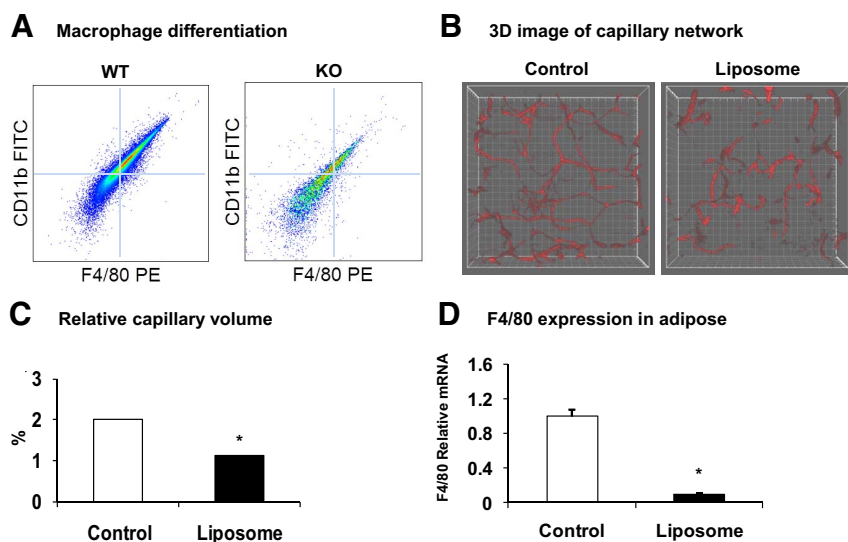 A Macrophage differentiation
WT KO
CD11b FITC
F4/80 PE
CD11b FITC
F4/80 PE
B 3D image of capillary network
Control Liposome
C Relative capillary volume
%
3
2
1
0
*
Control Liposome
D F4/80 expression in adipose
F4/80 Relative mRNA
1.6
1.2
0.8
0.4
0
*
Control Liposome